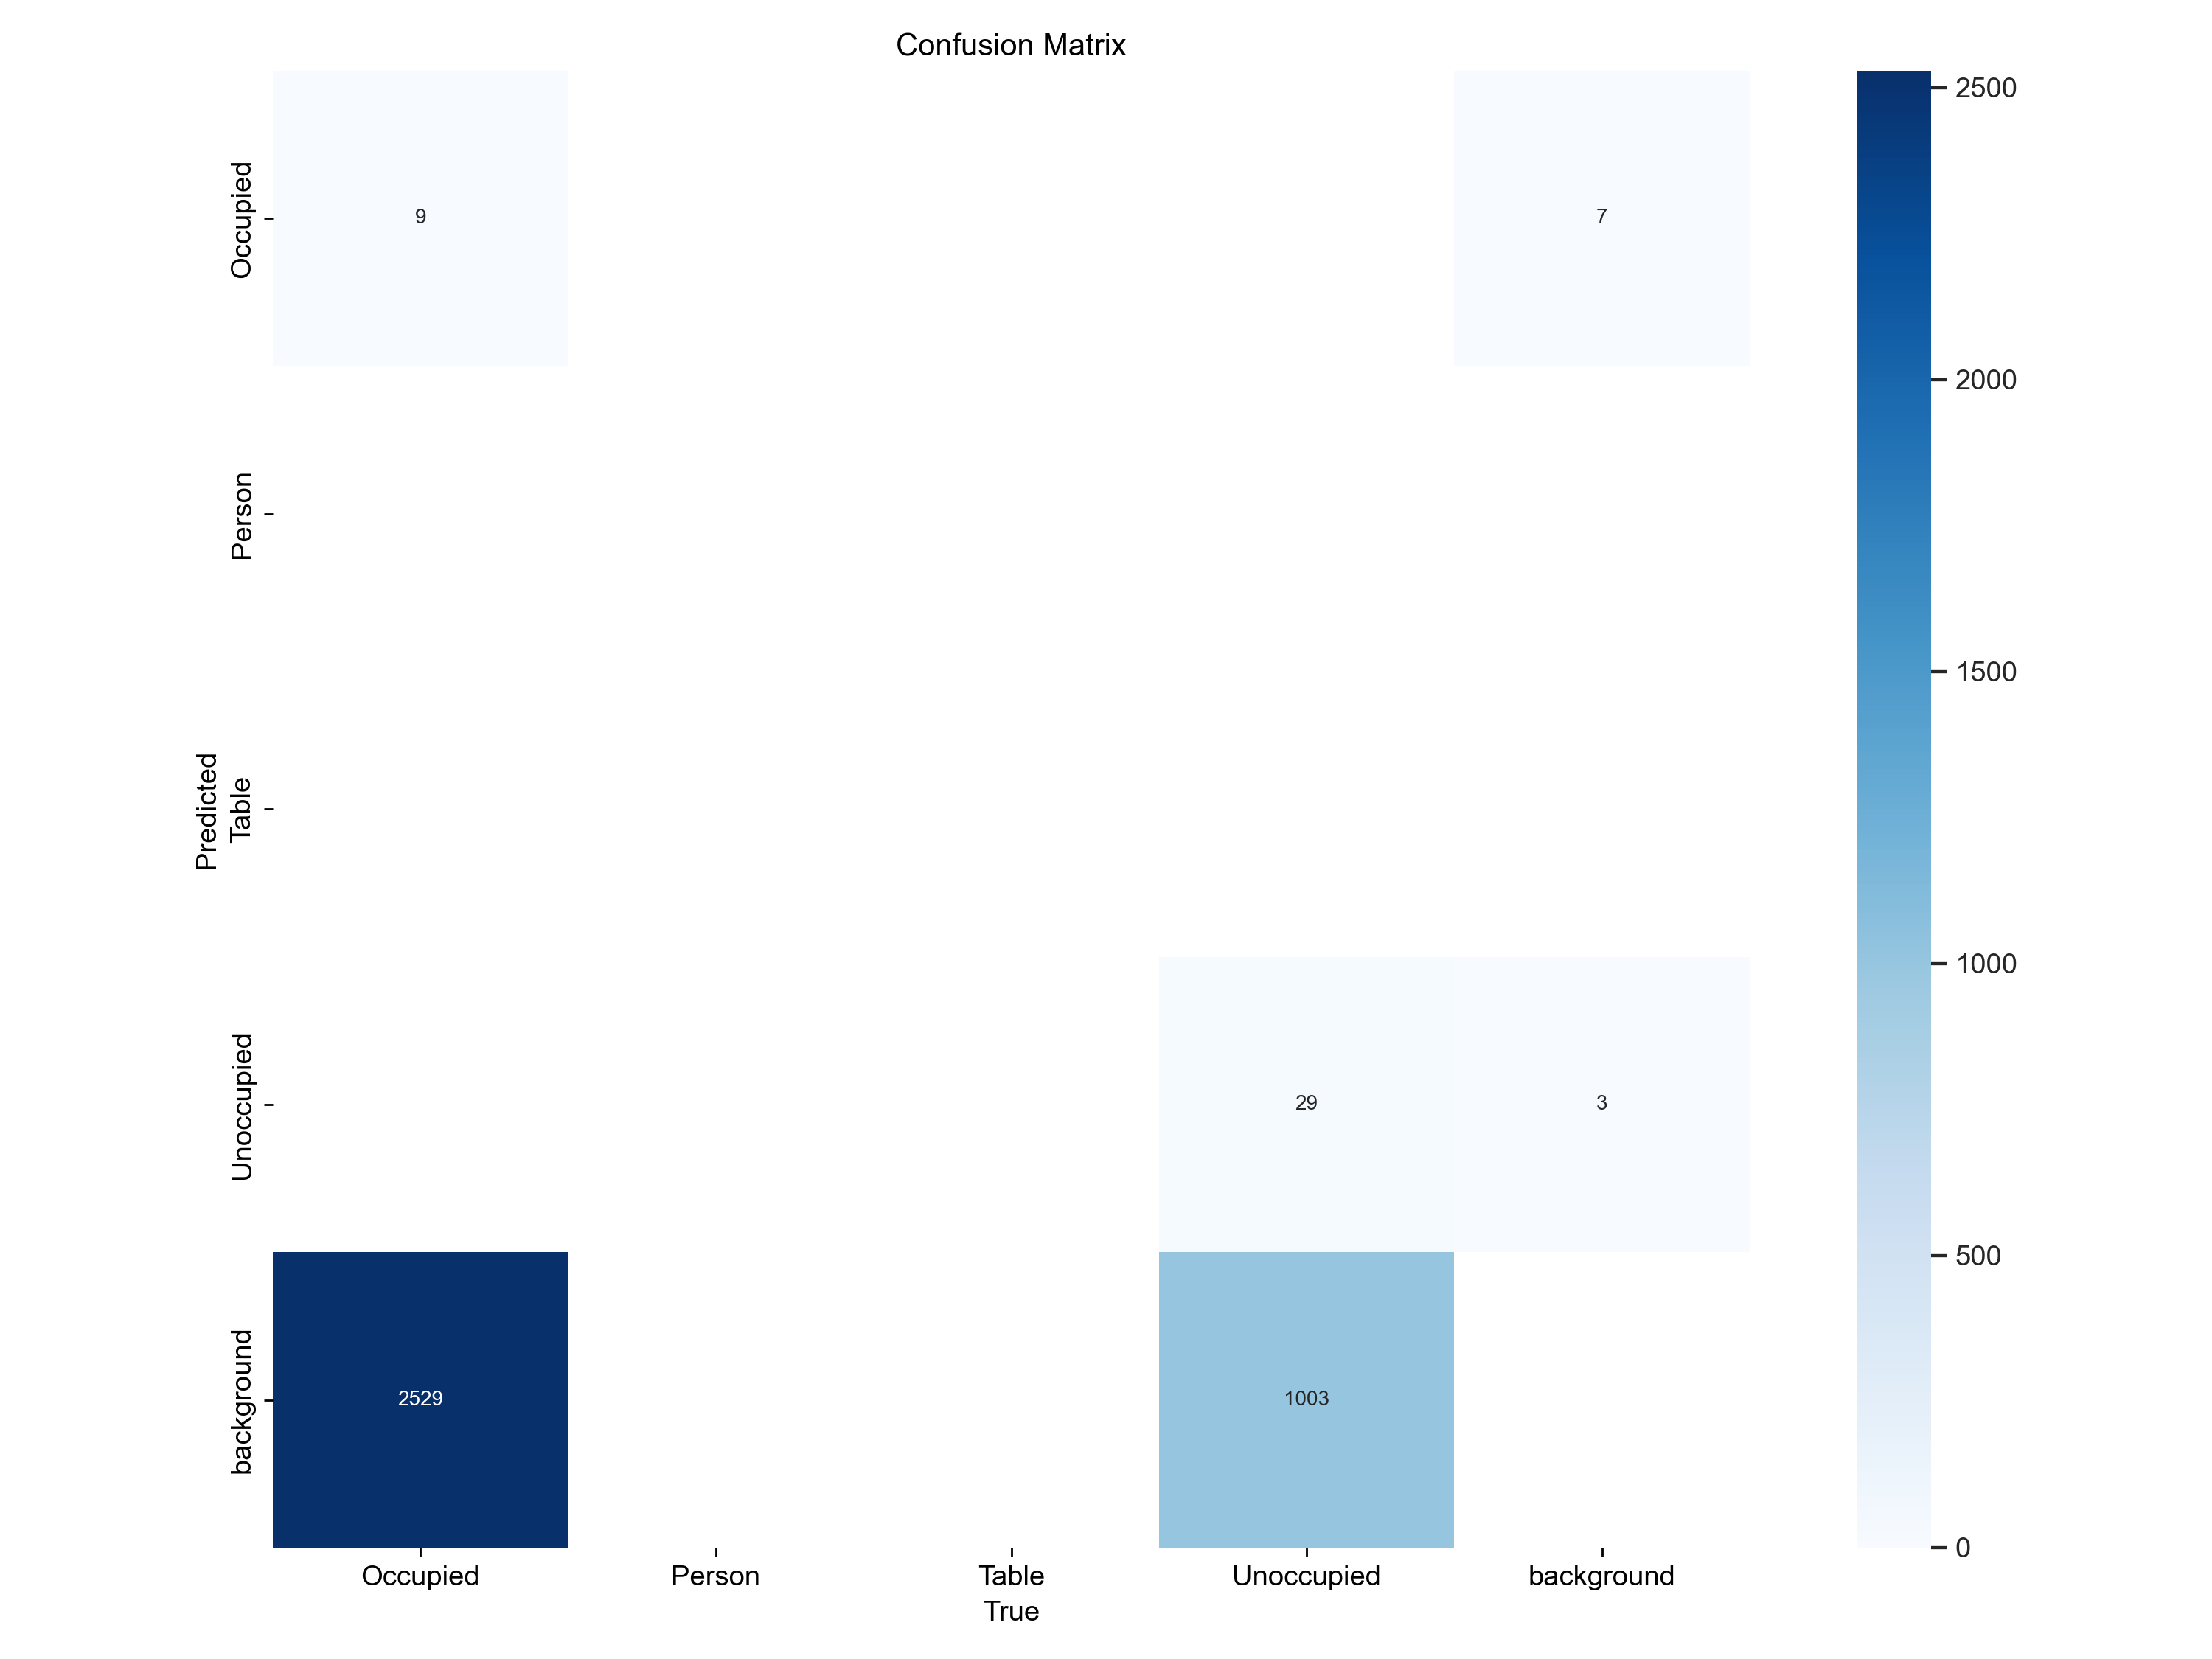 Confusion Matrix
Predicted
Occupied
Person
Table
Unoccupied
background
9
7
29
3
2529
1003
Occupied
Person
Table
Unoccupied
background
True
2500
2000
1500
1000
500
0